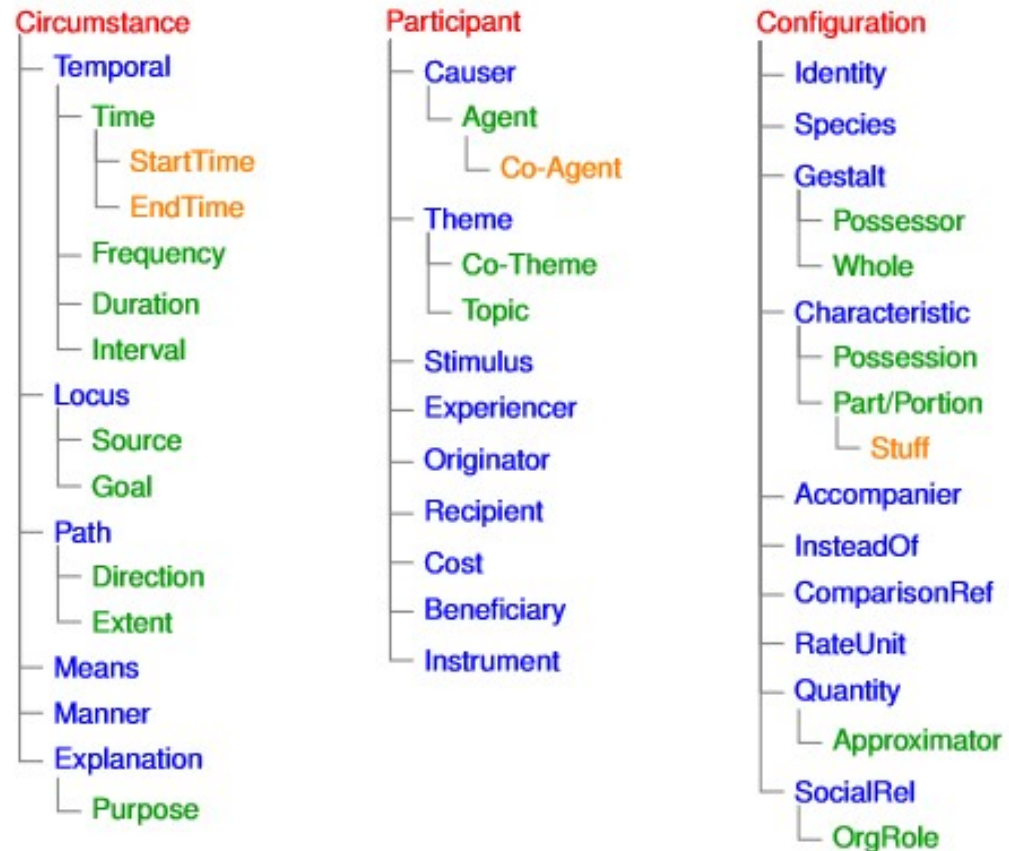 Circumstance
Temporal
Time
StartTime
EndTime
Frequency
Duration
Interval
Locus
Source
Goal
Path
Direction
Extent
Means
Manner
Explanation
Purpose
Participant
Causer
Agent
Co-Agent
Theme
Co-Theme
Topic
Stimulus
Experiencer
Originator
Recipient
Cost
Beneficiary
Instrument
Configuration
Identity
Species
Gestalt
Possessor
Whole
Characteristic
Possession
Part/Portion
Stuff
Accompanier
InsteadOf
ComparisonRef
RateUnit
Quantity
Approximator
SocialRel
OrgRole